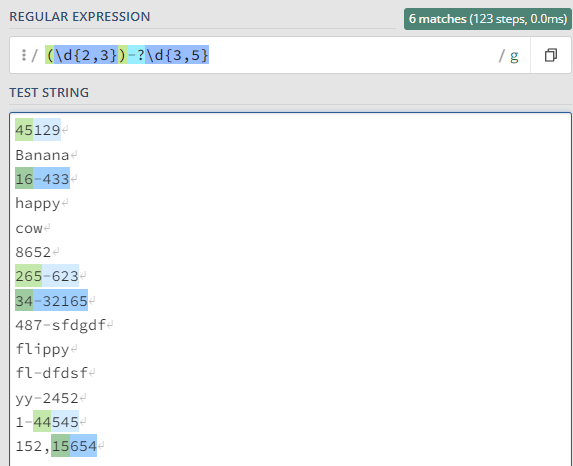 REGULAR EXPRESSION
6 matches (123 steps, 0.0ms)
/ (\d{2,3})-?\d{3,5} / g
TEST STRING
45129
Banana
16-433
happy
cow
8652
265-623
34-32165
487-sfdgdf
flippy
fl-dfdsf
yy-2452
1-44545
152,15654